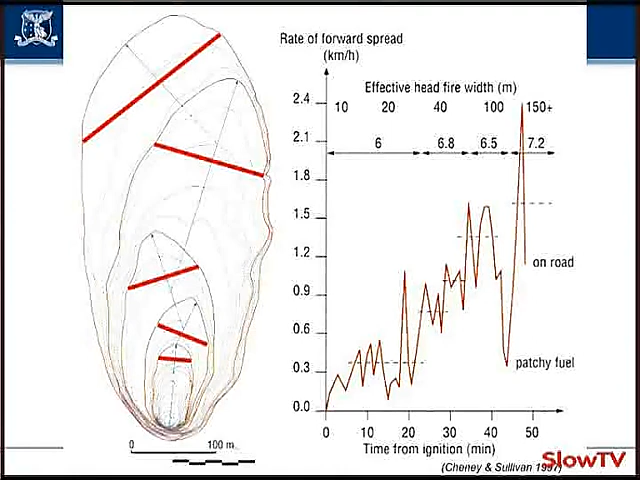 Rate of forward spread
(km/h)
Effective head fire width (m)
10 20 40 100 150+
6 6.8 6.5 7.2
2.4
2.1
1.8
1.5
1.2
0.9
0.6
0.3
0.0
on road
patchy fuel
0 10 20 30 40 50
Time from ignition (min)
0 100 m
(Cheney & Sullivan 1997)
SlowTV